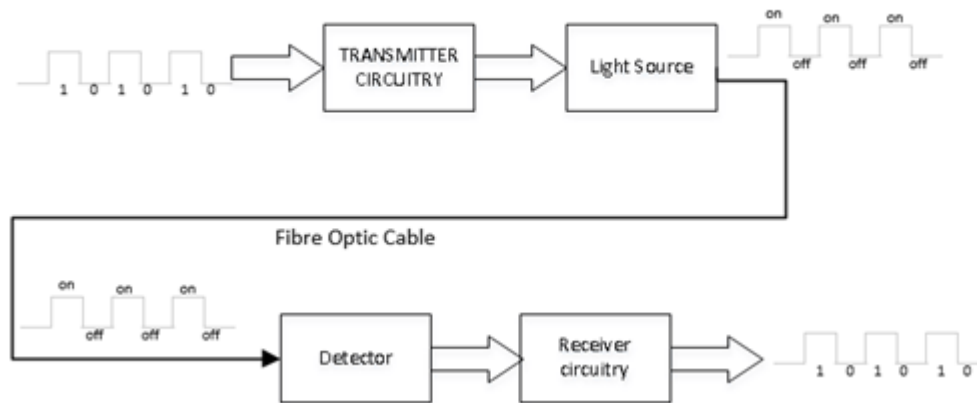 on on on
off off off
1 0 1 0 1 0
TRANSMITTER
CIRCUITRY
Light Source
Fibre Optic Cable
on on on
off off off
Detector
Receiver
circuitry
1 0 1 0 1 0